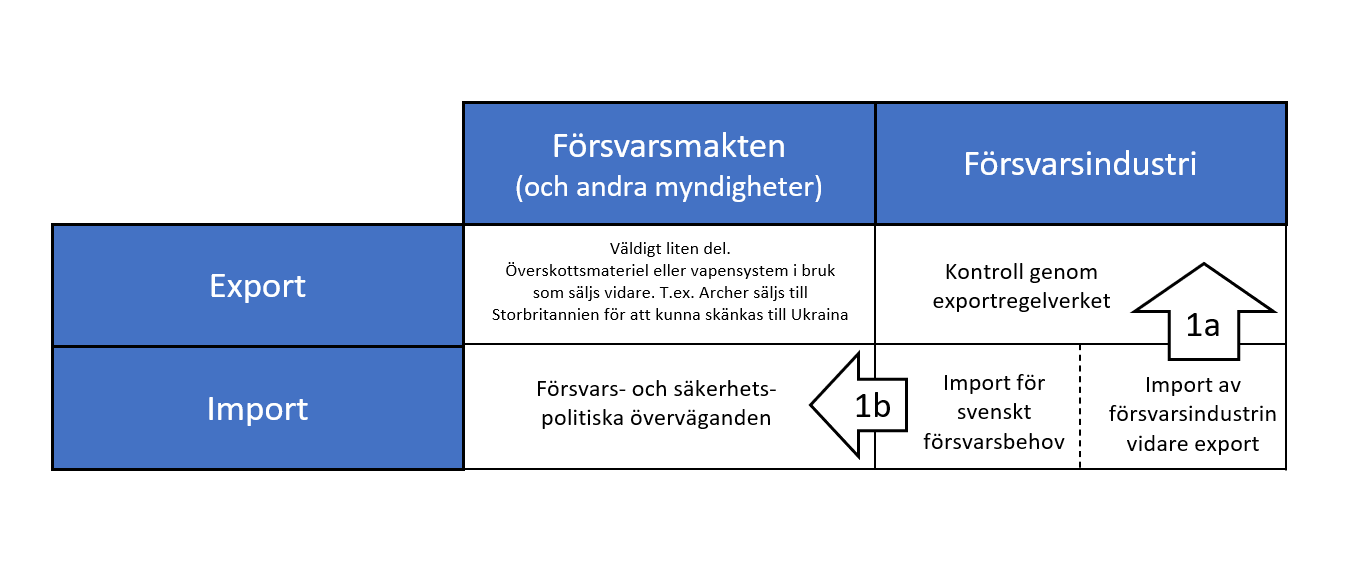 Försvarsmakten
(och andra myndigheter)
Försvarsindustri
Export
Väldigt liten del.
Överskottsmateriel eller vapensystem i bruk
som säljs vidare. T.ex. Archer säljs till
Storbritannien för att kunna skänkas till Ukraina
Kontroll genom
exportregelverket
1a
Import
Försvars- och säkerhets-
politiska överväganden
1b
Import för
svenskt
försvarsbehov
Import av
försvarsindustrin
vidare export